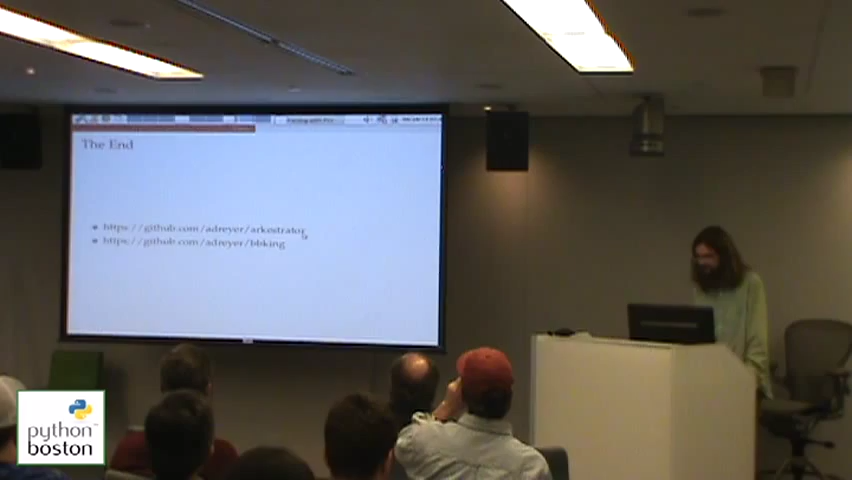 The End
https://github.com/adreyer/arkestrator
https://github.com/adreyer/bbking
python
boston